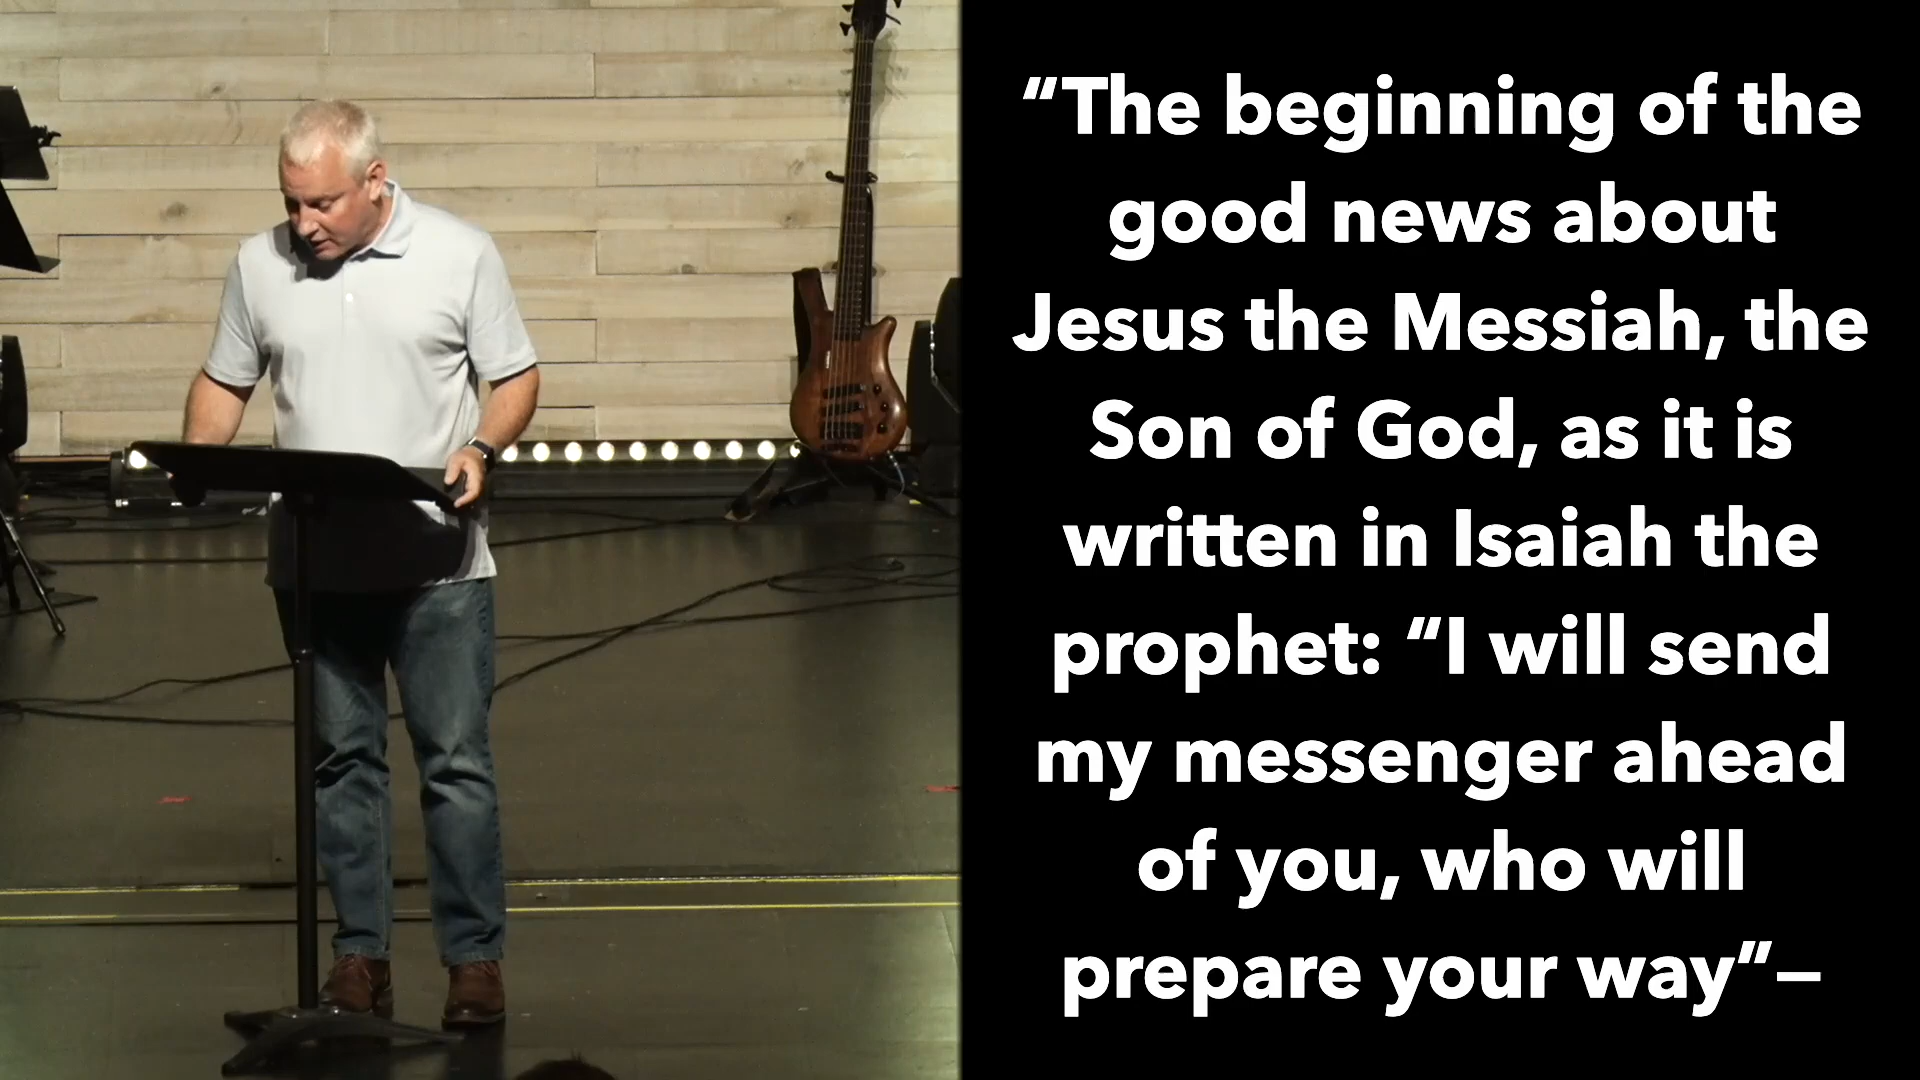 “The beginning of the
good news about
Jesus the Messiah, the
Son of God, as it is
written in Isaiah the
prophet: “I will send
my messenger ahead
of you, who will
prepare your way”—